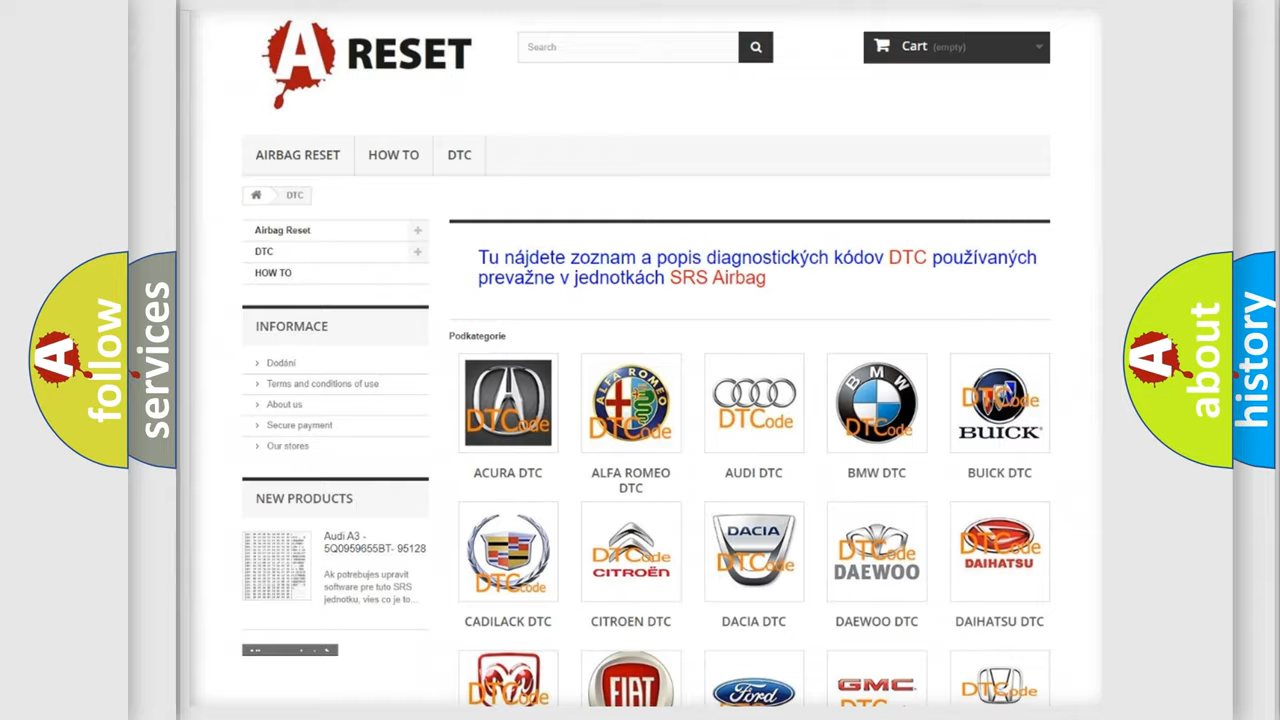 A RESET
Search
Cart (empty)
AIRBAG RESET
HOW TO
DTC
DTC
Airbag Reset
DTC
HOW TO
INFORMACE
Dodání
Terms and conditions of use
About us
Secure payment
Our stores
NEW PRODUCTS
Audi A3 -
5Q0959655BT- 95128
Ak potrebujes upravit
software pre tuto SRS
jednotku, vies co je to...
Tu nájdete zoznam a popis diagnostických kódov DTC používaných
prevažne v jednotkách SRS Airbag
Podkategorie
DTCode
ALFA ROMEO
DTCode
DTCode
BMW
DTCode
DTCode
BUICK
ACURA DTC
ALFA ROMEO
DTC
AUDI DTC
BMW DTC
BUICK DTC
DTCode
DTCode
CITROËN
DACIA
DTCode
DTCode
DAEWOO
DTCode
DAIHATSU
CADILACK DTC
CITROEN DTC
DACIA DTC
DAEWOO DTC
DAIHATSU DTC
DTCode
FIAT
Ford
GMC
DTCode
A follow
services
A about
history